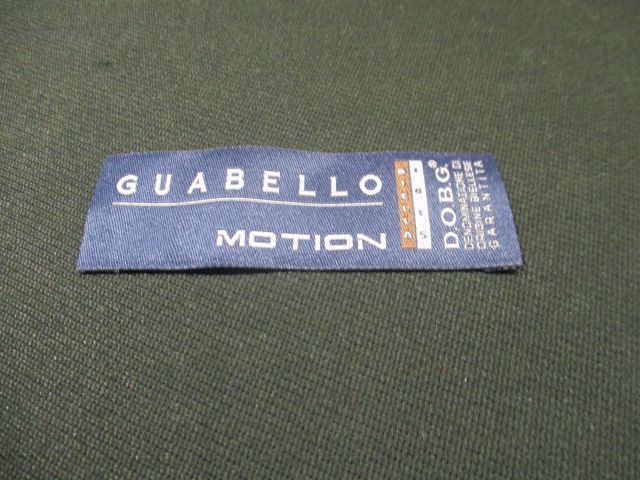 GUABELLO
MOTION
D.O.B.G.®
DENOMINAZIONE DI
ORIGINE BIELLESE
GARANTITA